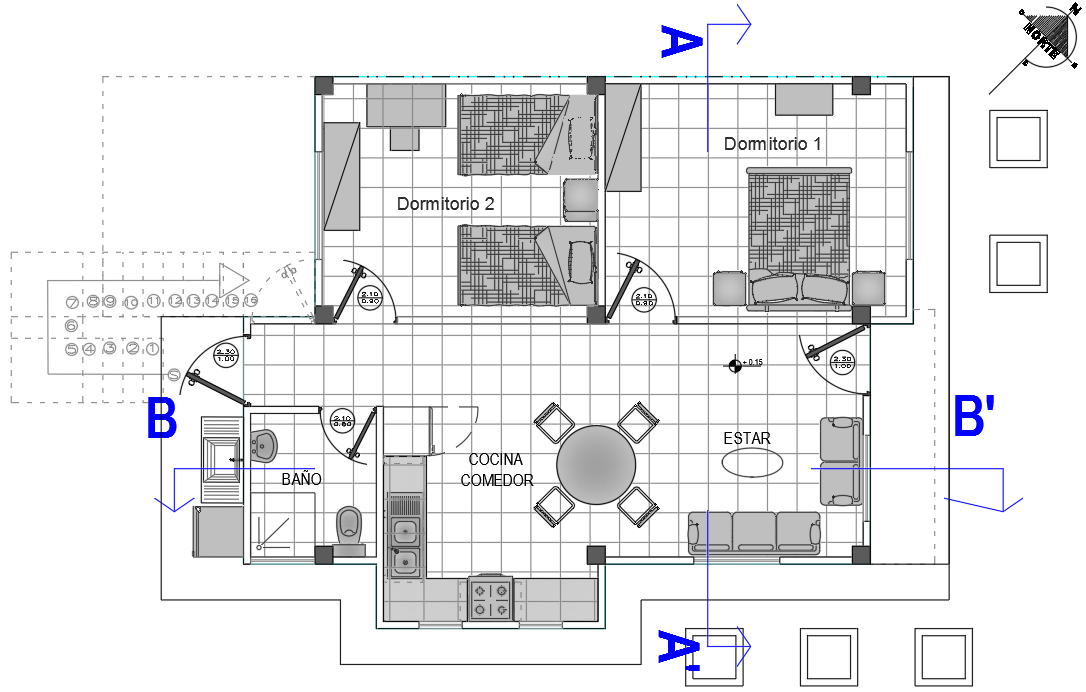 A
N
O
NORTE
E
S
Dormitorio 1
Dormitorio 2
2.10
0.90
2.10
0.90
7 8 9 10 11 12 13 14 15 16
6
5 4 3 2 1
S
2.30
1.00
+ 0.15
2.30
1.00
B
B'
2.10
0.80
ESTAR
COCINA
COMEDOR
BAÑO
A'